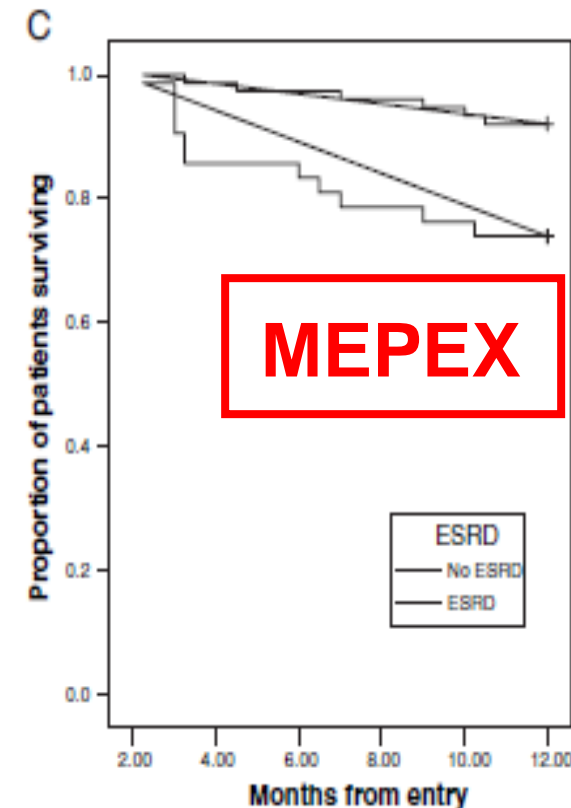 C
Proportion of patients surviving
1.0
0.8
0.6
0.4
0.2
0.0
MEPEX
ESRD
No ESRD
ESRD
2.00 4.00 6.00 8.00 10.00 12.00
Months from entry